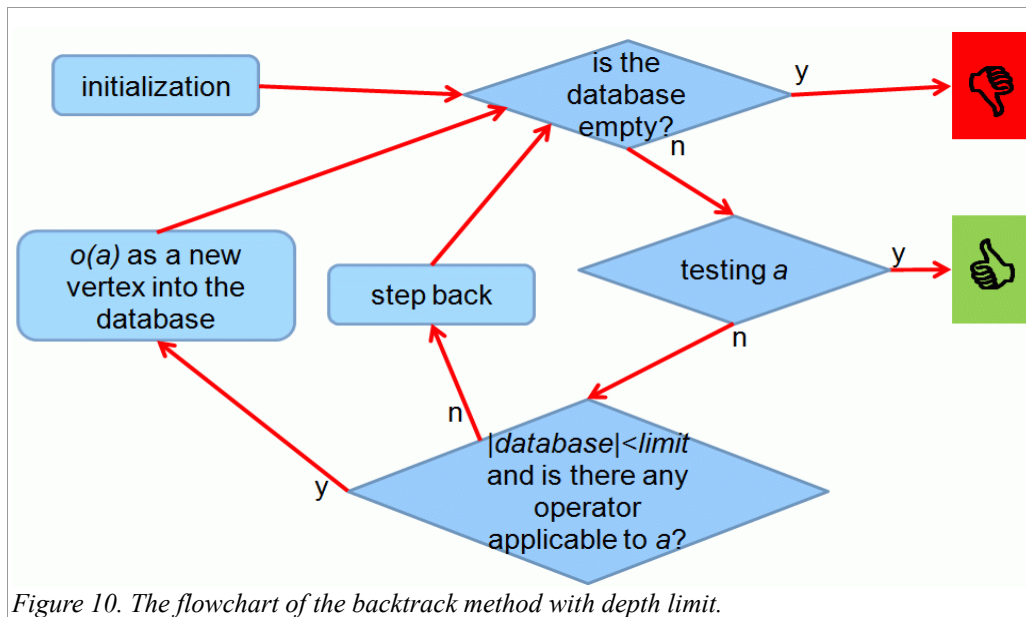 initialization
is the
database
empty?
y
n
o(a) as a new
vertex into the
database
step back
testing a
y
n
n
|database|<limit
and is there any
operator
applicable to a?
y
Figure 10. The flowchart of the backtrack method with depth limit.